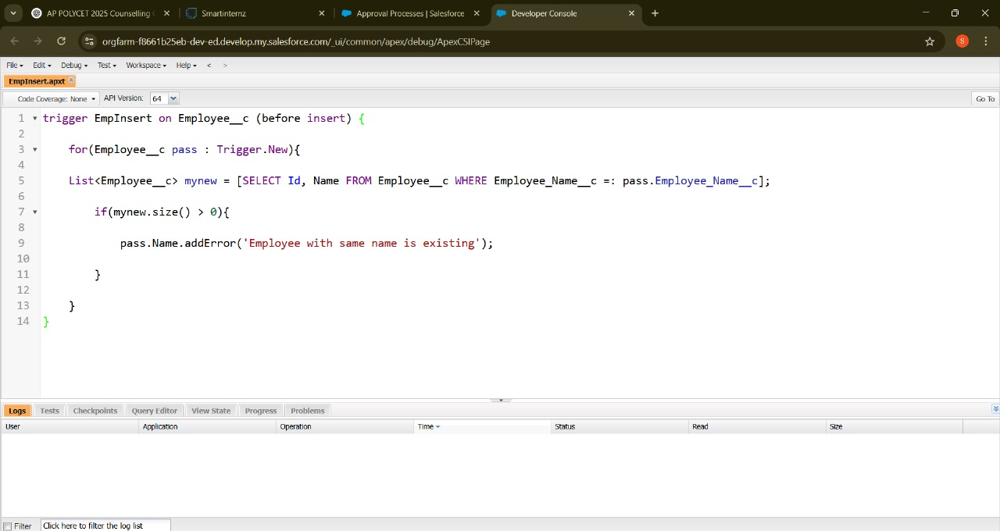 AP POLYCET 2025 Counselling
Smartinternz
Approval Processes | Salesforce
Developer Console
orgfarm-f8661b25eb-dev-ed.develop.my.salesforce.com/_ui/common/apex/debug/ApexCSIPage
S
File Edit Debug Test Workspace Help < >
EmpInsert.apxt
Code Coverage: None API Version: 64 Go To
1 trigger EmpInsert on Employee__c (before insert) {
2
3 for(Employee__c pass : Trigger.New){
4
5 List<Employee__c> mynew = [SELECT Id, Name FROM Employee__c WHERE Employee_Name__c =: pass.Employee_Name__c];
6
7 if(mynew.size() > 0){
8
9 pass.Name.addError('Employee with same name is existing');
10
11 }
12
13 }
14 }
Logs Tests Checkpoints Query Editor View State Progress Problems
User Application Operation Time Status Read Size
Filter Click here to filter the log list